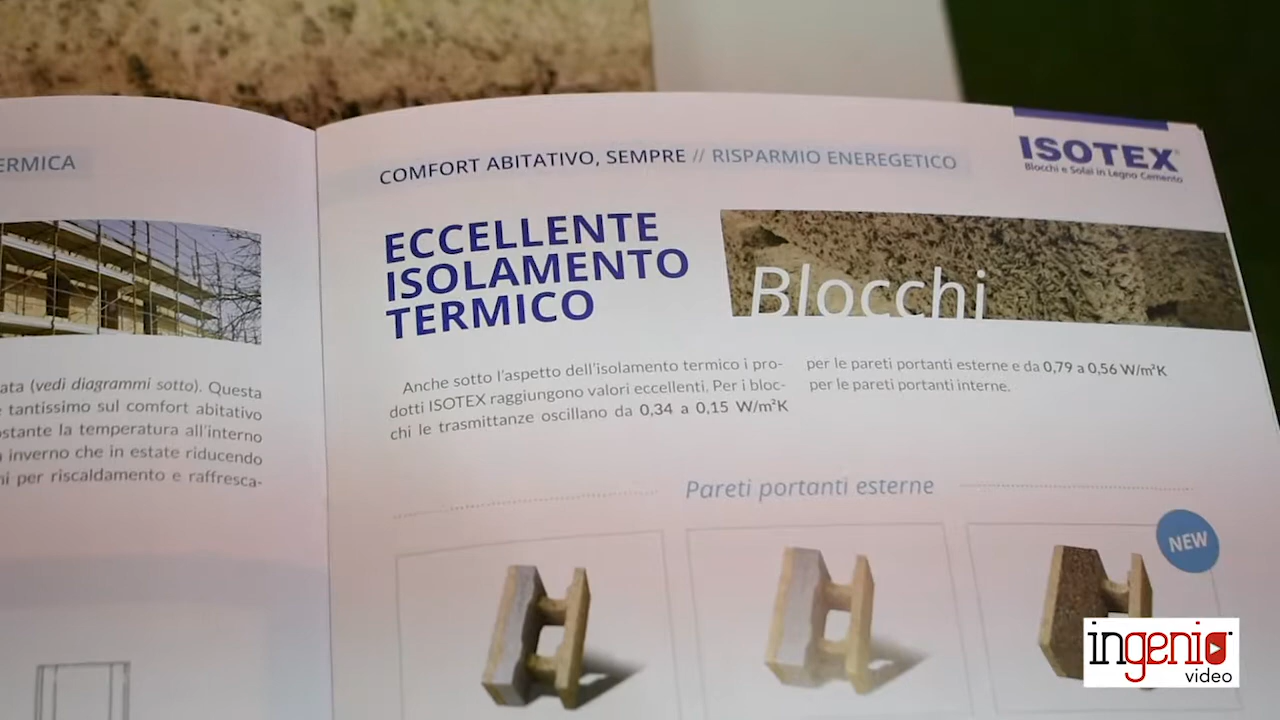 ERMICA
ata (vedi diagrammi sotto). Questa
tantissimo sul comfort abitativo
stante la temperatura all'interno
inverno che in estate riducendo
ni per riscaldamento e raffresca-
COMFORT ABITATIVO, SEMPRE // RISPARMIO ENEREGETICO
ISOTEX®
Blocchi e Solai in Legno Cemento
ECCELLENTE
ISOLAMENTO
TERMICO
Blocchi
Anche sotto l'aspetto dell'isolamento termico i pro-
dotti ISOTEX raggiungono valori eccellenti. Per i bloc-
chi le trasmittanze oscillano da 0,34 a 0,15 W/m²K
per le pareti portanti esterne e da 0,79 a 0,56 W/m²K
per le pareti portanti interne.
Pareti portanti esterne
NEW
ingenio
video